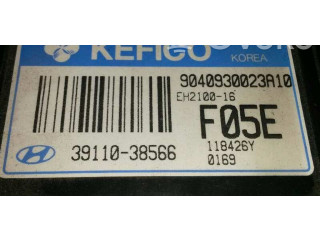 KEFICO
KOREA
9040930023A10
EH2100-16
F05E
39110-38566
118426Y
0169